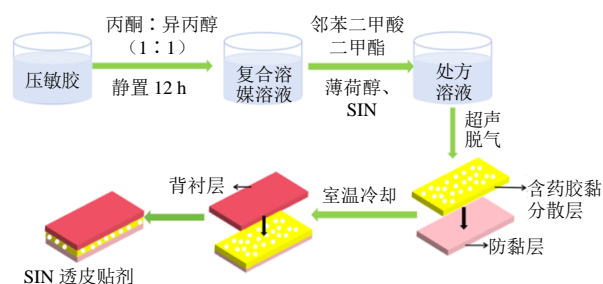 丙酮∶异丙醇
（1∶1）
静置 12 h
压敏胶
复合溶
媒溶液
邻苯二甲酸
二甲酯
薄荷醇、
SIN
处方
溶液
超声
脱气
含药胶黏
分散层
防黏层
室温冷却
背衬层
SIN 透皮贴剂